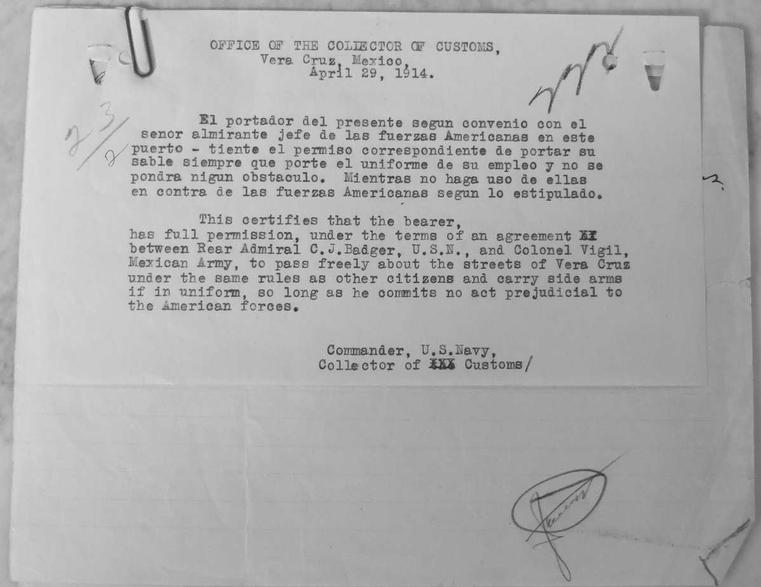 OFFICE OF THE COLLECTOR OF CUSTOMS,
Vera Cruz, Mexico,
April 29, 1914.
23/2
El portador del presente segun convenio con el
senor almirante jefe de las fuerzas Americanas en este
puerto - tiente el permiso correspondiente de portar su
sable siempre que porte el uniforme de su empleo y no se
pondra nigun obstaculo. Mientras no haga uso de ellas
en contra de las fuerzas Americanas segun lo estipulado.
This certifies that the bearer,
has full permission, under the terms of an agreement XX
between Rear Admiral C.J.Badger, U.S.N., and Colonel Vigil,
Mexican Army, to pass freely about the streets of Vera Cruz
under the same rules as other citizens and carry side arms
if in uniform, so long as he commits no act prejudicial to
the American forces.
Commander, U.S.Navy,
Collector of XXX Customs/